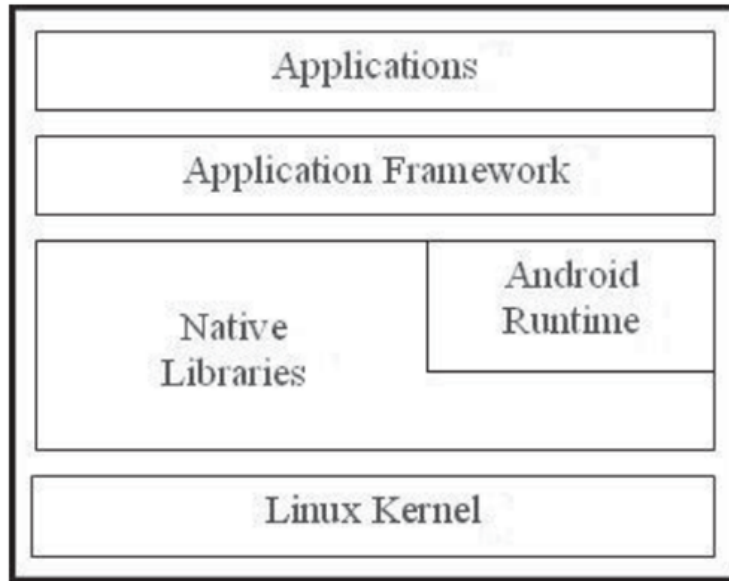 Applications
Application Framework
Native
Libraries
Android
Runtime
Linux Kernel